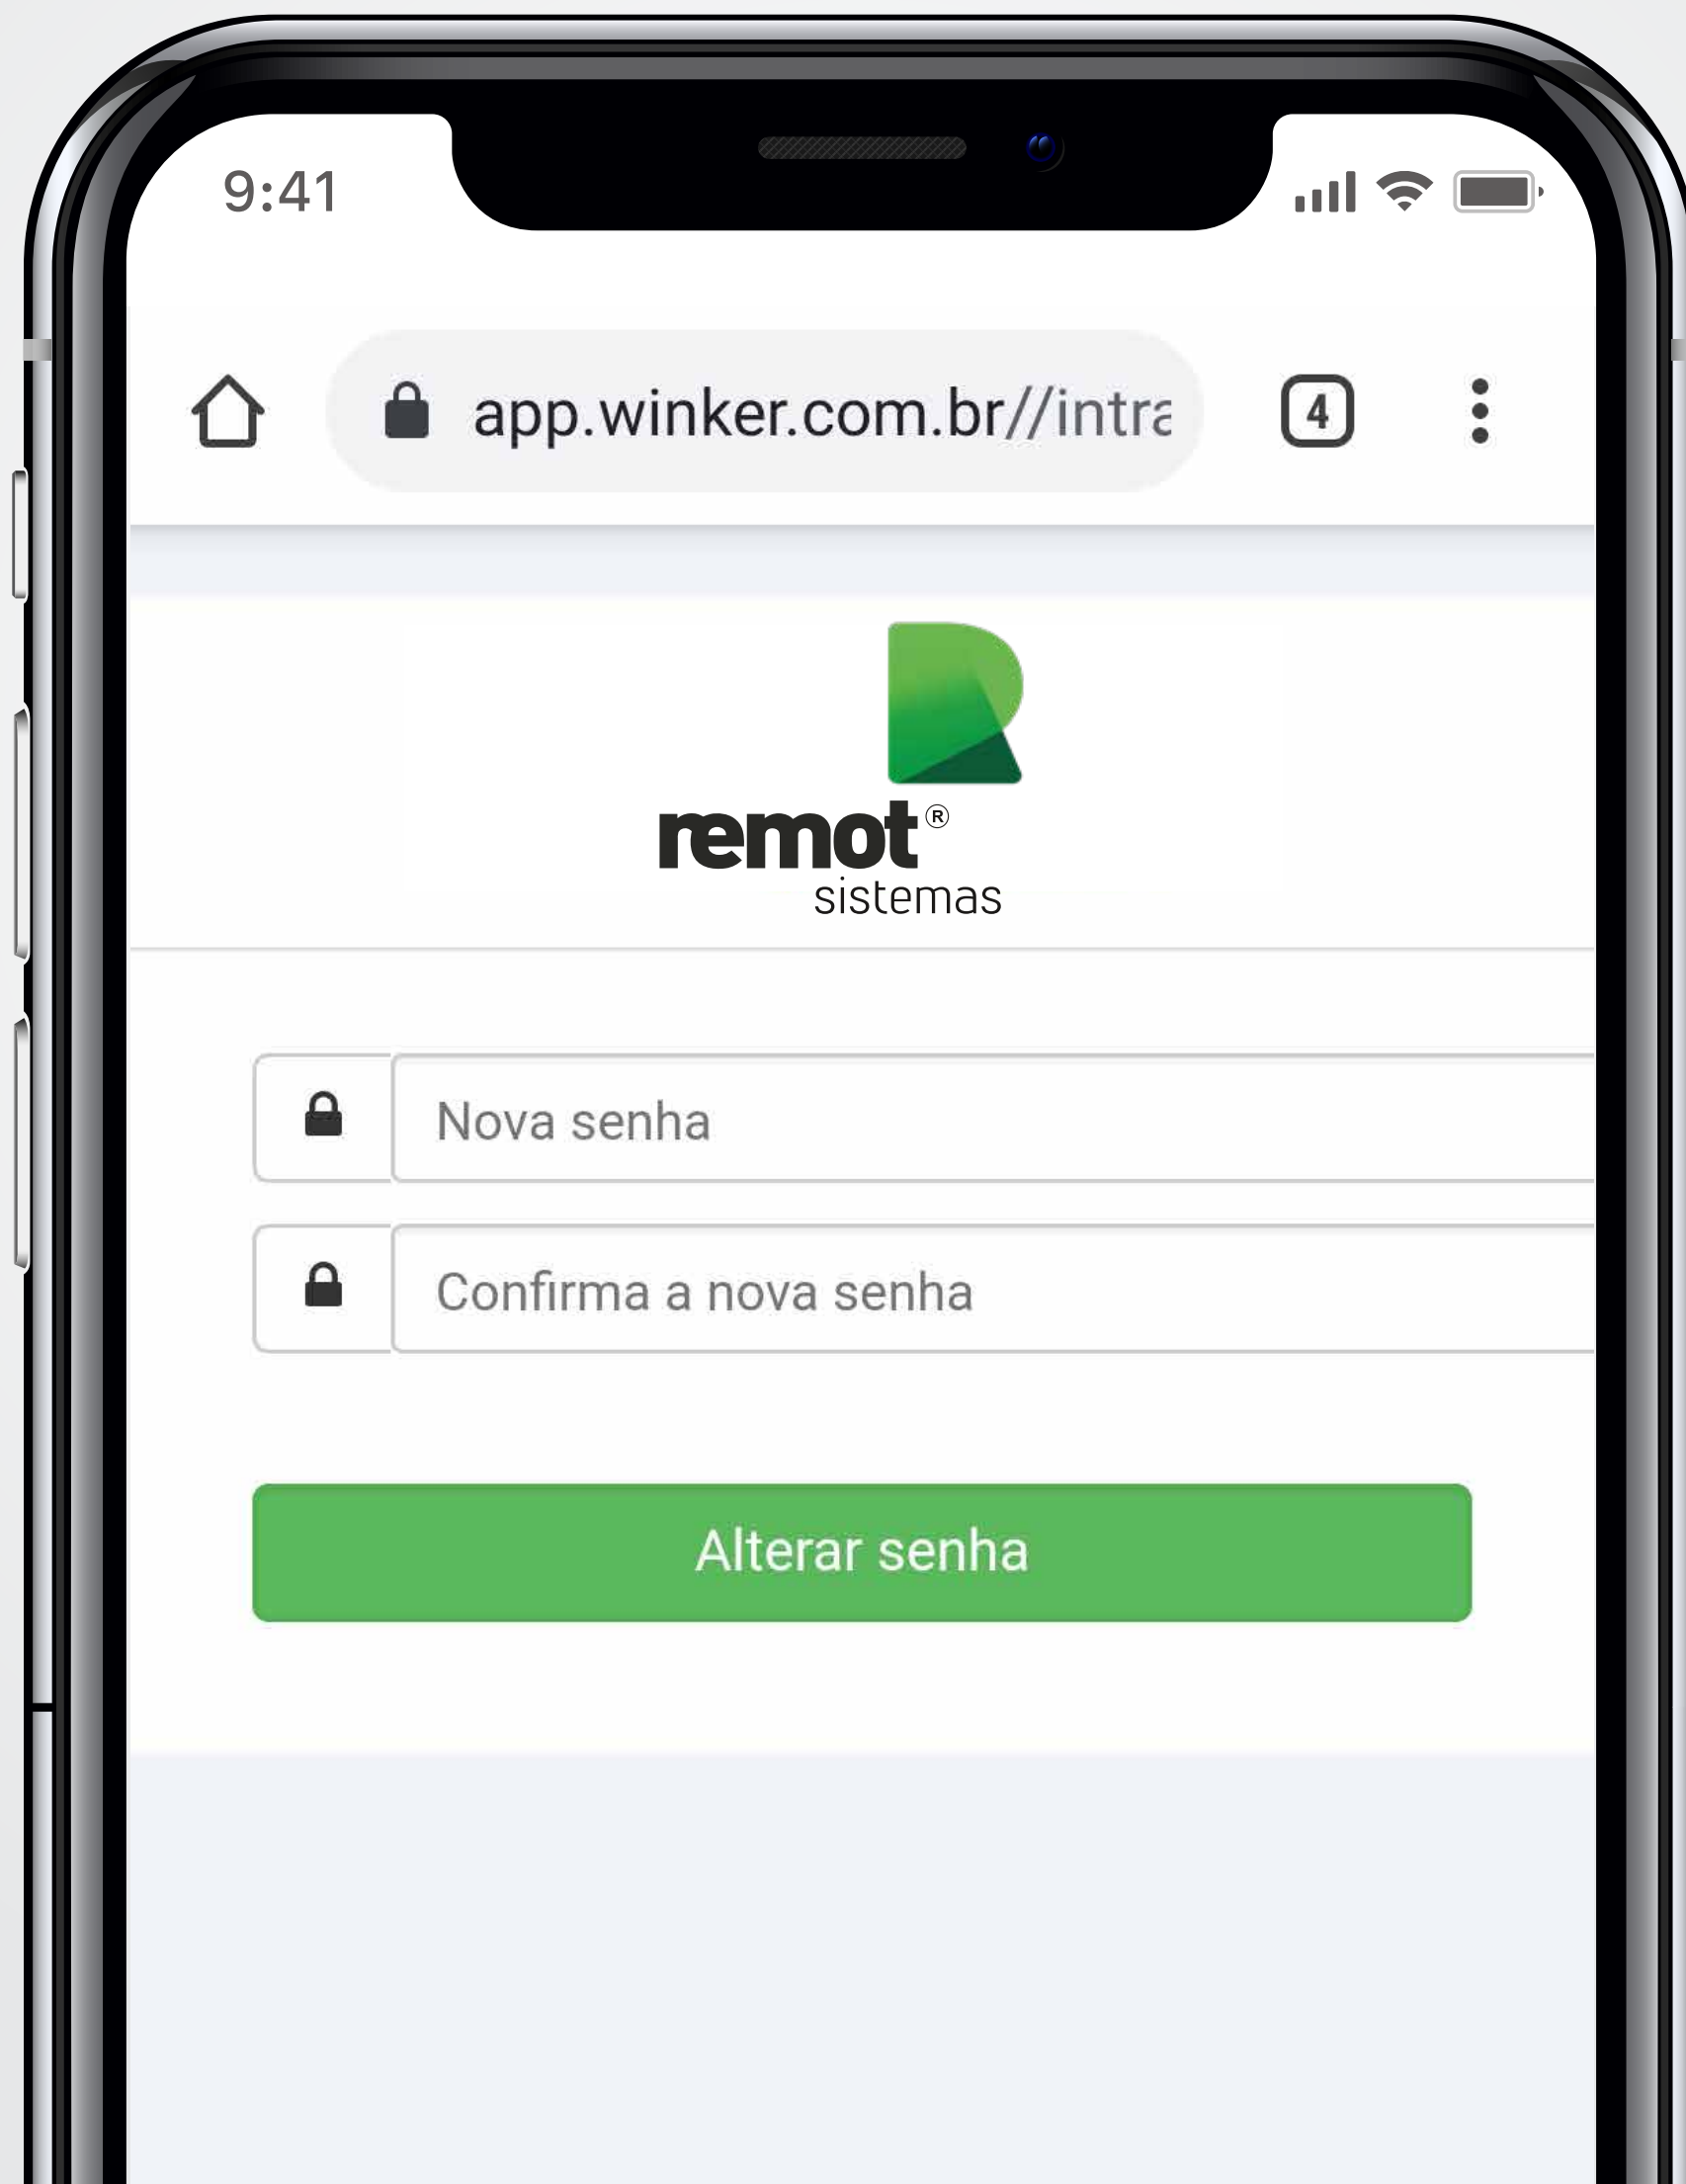 9:41
app.winker.com.br//intra
4
remot®
sistemas
Nova senha
Confirma a nova senha
Alterar senha